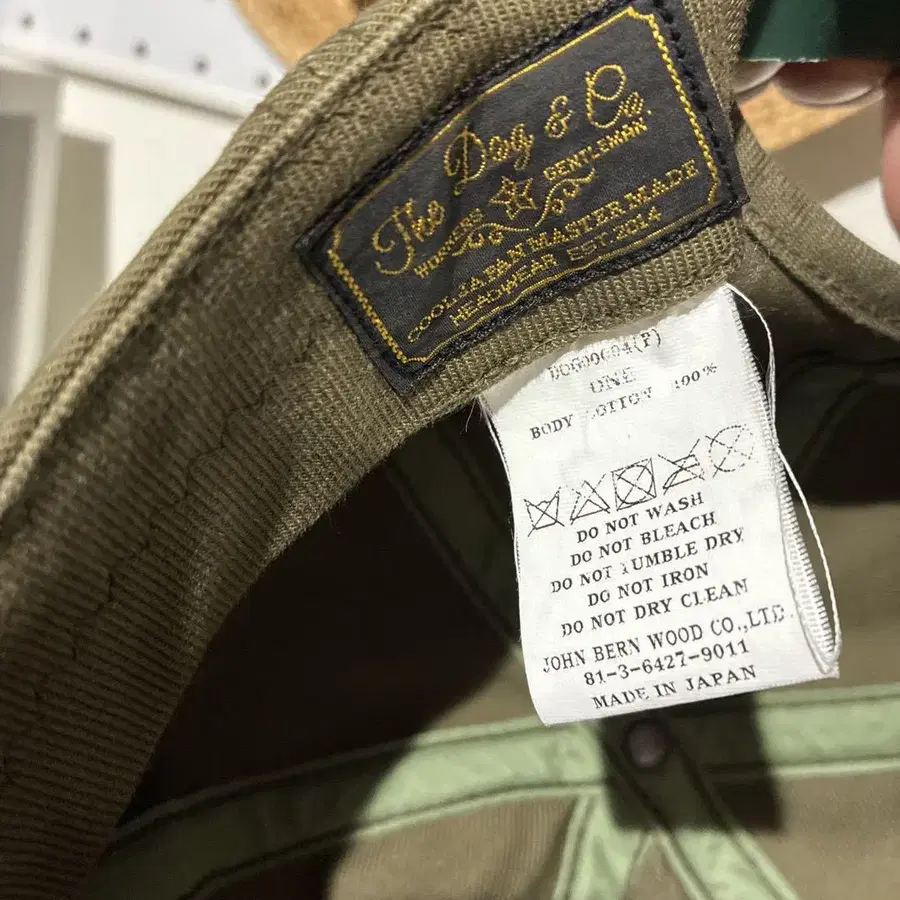 The Dog & Co
GENTLEMAN.
COOL JAPAN MASTER MADE
HEADWEAR EST. 2014
ONE
BODY COTTON 100%
DO NOT WASH
DO NOT BLEACH
DO NOT TUMBLE DRY
DO NOT IRON
DO NOT DRY CLEAN
JOHN BERN WOOD CO.,LTD.
81-3-6427-9011
MADE IN JAPAN